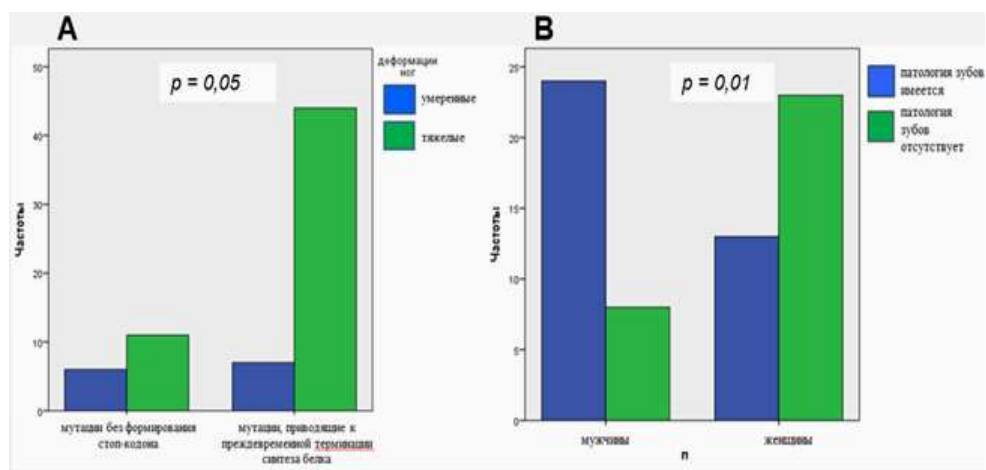 A
B
p = 0,05
p = 0,01
деформации
ног
умеренные
тяжелые
патология зубов
имеется
патология
зубов
отсутствует
Частоты
50
40
30
20
10
0
мутации без формирования
стоп-кодона
мутации, приводящие к
преждевременной терминации
синтеза белка
Частоты
25
20
15
10
5
0
мужчины
женщины
п